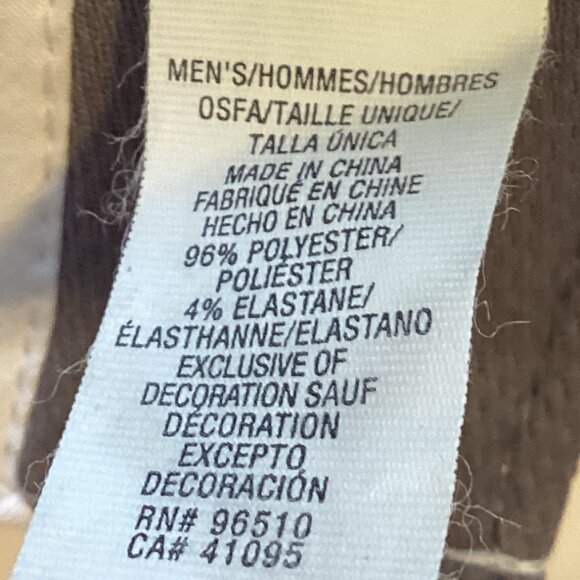 MEN'S/HOMMES/HOMBRES
OSFA/TAILLE UNIQUE/
TALLA ÚNICA
MADE IN CHINA
FABRIQUÉ EN CHINE
HECHO EN CHINA
96% POLYESTER/
POLIÉSTER
4% ELASTANE/
ÉLASTHANNE/ELASTANO
EXCLUSIVE OF
DECORATION SAUF
DÉCORATION
EXCEPTO
DECORACIÓN
RN# 96510
CA# 41095